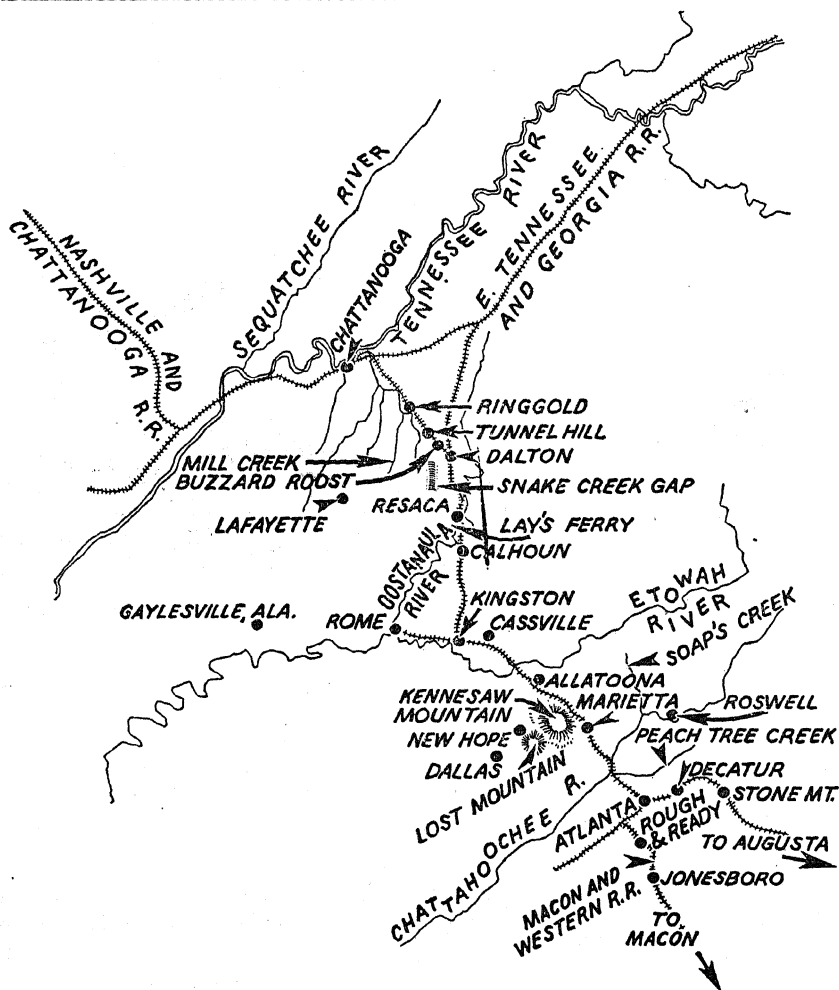 SEQUATCHEE RIVER
TENNESSEE RIVER
E. TENNESSEE
AND GEORGIA R.R.
NASHVILLE AND
CHATTANOOGA R.R.
CHATTANOOGA
RINGGOLD
TUNNEL HILL
DALTON
MILL CREEK
BUZZARD ROOST
SNAKE CREEK GAP
LAFAYETTE
RESACA
LAY'S FERRY
CALHOUN
OOSTANAULA
RIVER
ETOWAH
RIVER
KINGSTON
CASSVILLE
SOAP'S CREEK
GAYLESVILLE, ALA.
ROME
ALLATOONA
KENNESAW
MOUNTAIN
MARIETTA
ROSWELL
NEW HOPE
PEACH TREE CREEK
DALLAS
LOST MOUNTAIN
DECATUR
STONE MT.
CHATTAHOOCHEE R.
ATLANTA
ROUGH
& READY
TO AUGUSTA
MACON AND
WESTERN R.R.
JONESBORO
TO
MACON